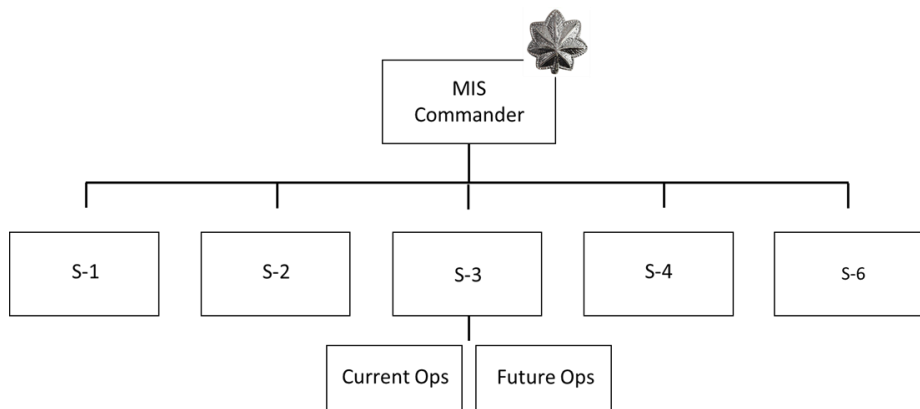 MIS
Commander
S-1
S-2
S-3
S-4
S-6
Current Ops
Future Ops